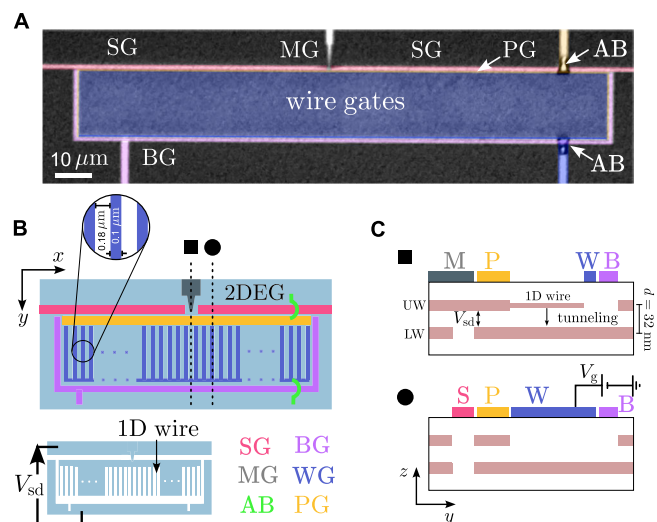 A
SG MG SG PG AB
wire gates
10 μm BG AB
B
0.18 μm
0.1 μm
x
y
2DEG
1D wire
V_sd
SG BG
MG WG
AB PG
C
M P W B
UW 1D wire
V_sd tunneling
LW
d = 32 nm
V_g
S P W B
z
y